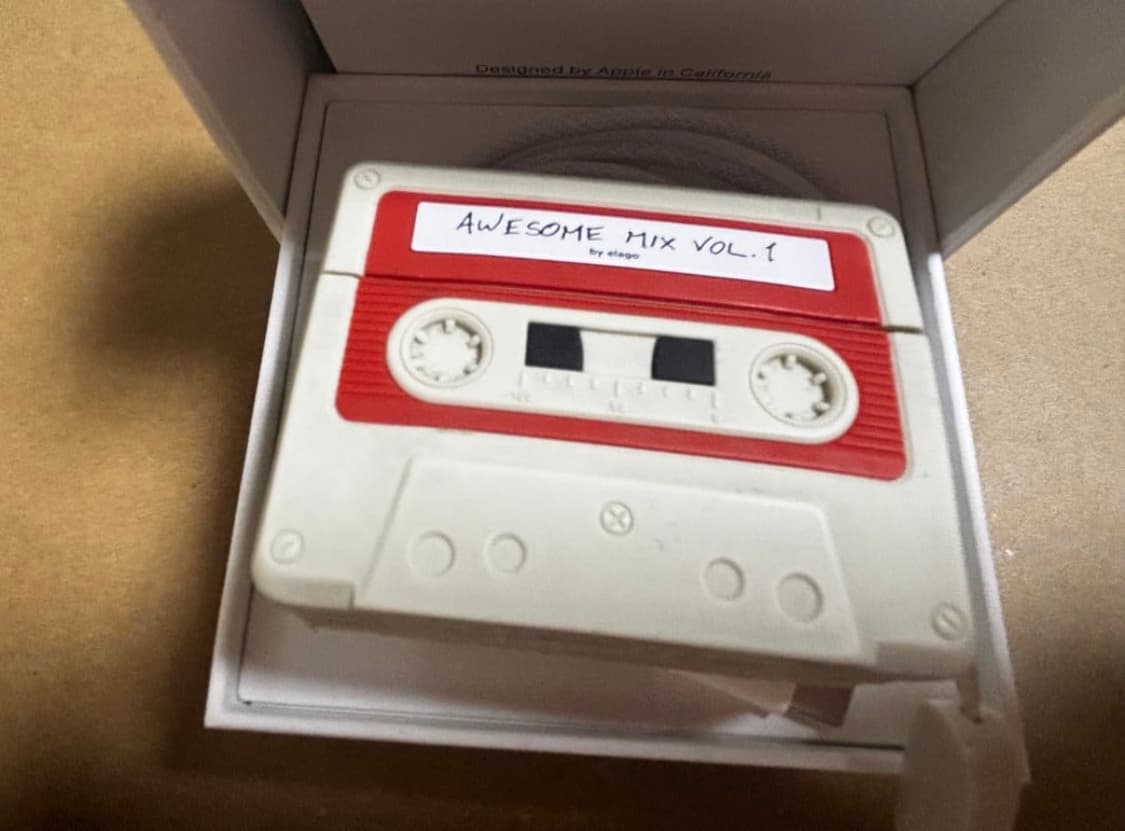 Designed by Apple in California
AWESOME MIX VOL.1
by elago